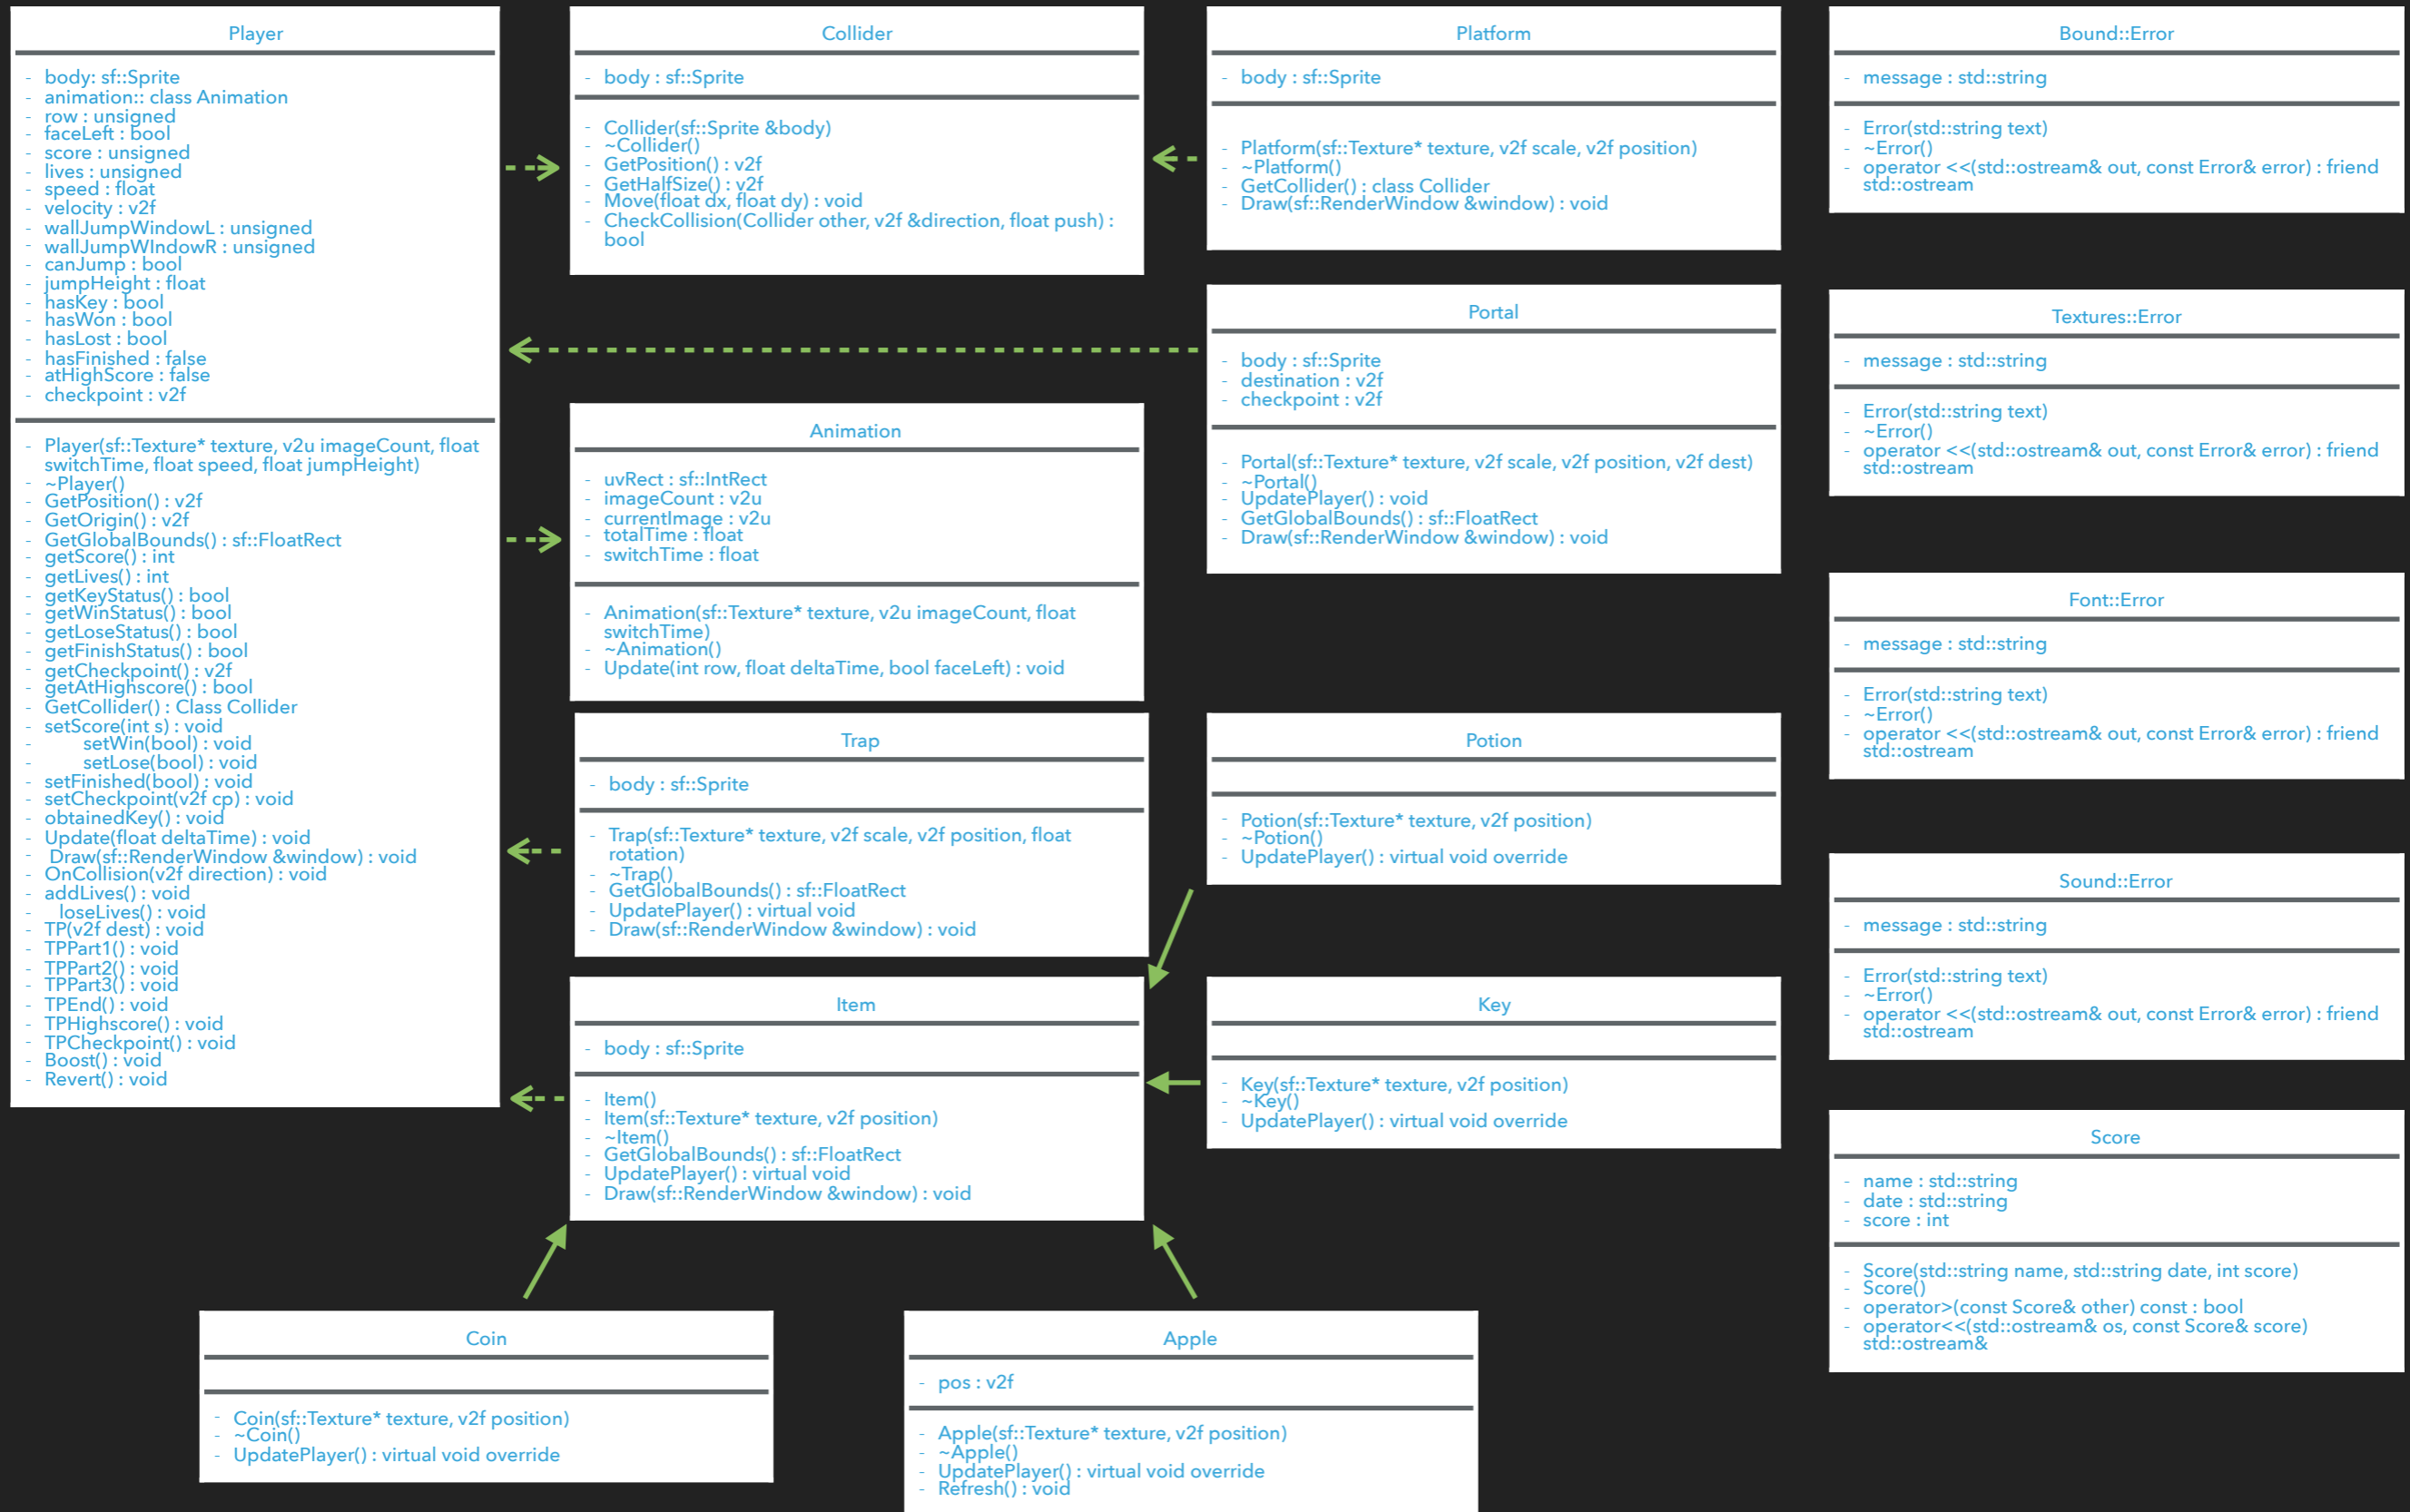 Player
- body: sf::Sprite
- animation:: class Animation
- row : unsigned
- faceLeft : bool
- score : unsigned
- lives : unsigned
- speed : float
- velocity : v2f
- wallJumpWindowL : unsigned
- wallJumpWIndowR : unsigned
- canJump : bool
- jumpHeight : float
- hasKey : bool
- hasWon : bool
- hasLost : bool
- hasFinished : false
- atHighScore : false
- checkpoint : v2f
- Player(sf::Texture* texture, v2u imageCount, float
switchTime, float speed, float jumpHeight)
- ~Player()
- GetPosition() : v2f
- GetOrigin() : v2f
- GetGlobalBounds() : sf::FloatRect
- getScore() : int
- getLives() : int
- getKeyStatus() : bool
- getWinStatus() : bool
- getLoseStatus() : bool
- getFinishStatus() : bool
- getCheckpoint() : v2f
- getAtHighscore() : bool
- GetCollider() : Class Collider
- setScore(int s) : void
- setWin(bool) : void
- setLose(bool) : void
- setFinished(bool) : void
- setCheckpoint(v2f cp) : void
- obtainedKey() : void
- Update(float deltaTime) : void
- Draw(sf::RenderWindow &window) : void
- OnCollision(v2f direction) : void
- addLives() : void
- loseLives() : void
- TP(v2f dest) : void
- TPPart1() : void
- TPPart2() : void
- TPPart3() : void
- TPEnd() : void
- TPHighscore() : void
- TPCheckpoint() : void
- Boost() : void
- Revert() : void
Collider
- body : sf::Sprite
- Collider(sf::Sprite &body)
- ~Collider()
- GetPosition() : v2f
- GetHalfSize() : v2f
- Move(float dx, float dy) : void
- CheckCollision(Collider other, v2f &direction, float push) :
bool
Platform
- body : sf::Sprite
- Platform(sf::Texture* texture, v2f scale, v2f position)
- ~Platform()
- GetCollider() : class Collider
- Draw(sf::RenderWindow &window) : void
Bound::Error
- message : std::string
- Error(std::string text)
- ~Error()
- operator <<(std::ostream& out, const Error& error) : friend
std::ostream
Portal
- body : sf::Sprite
- destination : v2f
- checkpoint : v2f
- Portal(sf::Texture* texture, v2f scale, v2f position, v2f dest)
- ~Portal()
- UpdatePlayer() : void
- GetGlobalBounds() : sf::FloatRect
- Draw(sf::RenderWindow &window) : void
Textures::Error
- message : std::string
- Error(std::string text)
- ~Error()
- operator <<(std::ostream& out, const Error& error) : friend
std::ostream
Animation
- uvRect : sf::IntRect
- imageCount : v2u
- currentImage : v2u
- totalTime : float
- switchTime : float
- Animation(sf::Texture* texture, v2u imageCount, float
switchTime)
- ~Animation()
- Update(int row, float deltaTime, bool faceLeft) : void
Font::Error
- message : std::string
- Error(std::string text)
- ~Error()
- operator <<(std::ostream& out, const Error& error) : friend
std::ostream
Trap
- body : sf::Sprite
- Trap(sf::Texture* texture, v2f scale, v2f position, float
rotation)
- ~Trap()
- GetGlobalBounds() : sf::FloatRect
- UpdatePlayer() : virtual void
- Draw(sf::RenderWindow &window) : void
Potion
- Potion(sf::Texture* texture, v2f position)
- ~Potion()
- UpdatePlayer() : virtual void override
Sound::Error
- message : std::string
- Error(std::string text)
- ~Error()
- operator <<(std::ostream& out, const Error& error) : friend
std::ostream
Item
- body : sf::Sprite
- Item()
- Item(sf::Texture* texture, v2f position)
- ~Item()
- GetGlobalBounds() : sf::FloatRect
- UpdatePlayer() : virtual void
- Draw(sf::RenderWindow &window) : void
Key
- Key(sf::Texture* texture, v2f position)
- ~Key()
- UpdatePlayer() : virtual void override
Score
- name : std::string
- date : std::string
- score : int
- Score(std::string name, std::string date, int score)
- Score()
- operator>(const Score& other) const : bool
- operator<<(std::ostream& os, const Score& score)
std::ostream&
Coin
- Coin(sf::Texture* texture, v2f position)
- ~Coin()
- UpdatePlayer() : virtual void override
Apple
- pos : v2f
- Apple(sf::Texture* texture, v2f position)
- ~Apple()
- UpdatePlayer() : virtual void override
- Refresh() : void